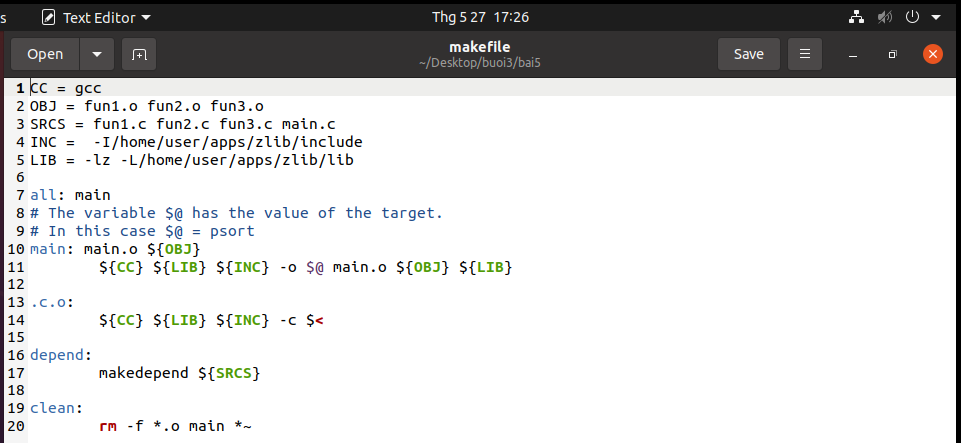 s Text Editor Thg 5 27 17:26
Open makefile Save
~/Desktop/buoi3/bai5
1 CC = gcc
2 OBJ = fun1.o fun2.o fun3.o
3 SRCS = fun1.c fun2.c fun3.c main.c
4 INC =  -I/home/user/apps/zlib/include
5 LIB = -lz -L/home/user/apps/zlib/lib
6
7 all: main
8 # The variable $@ has the value of the target.
9 # In this case $@ = psort
10 main: main.o ${OBJ}
11         ${CC} ${LIB} ${INC} -o $@ main.o ${OBJ} ${LIB}
12
13 .c.o:
14         ${CC} ${LIB} ${INC} -c $<
15
16 depend:
17         makedepend ${SRCS}
18
19 clean:
20         rm -f *.o main *~